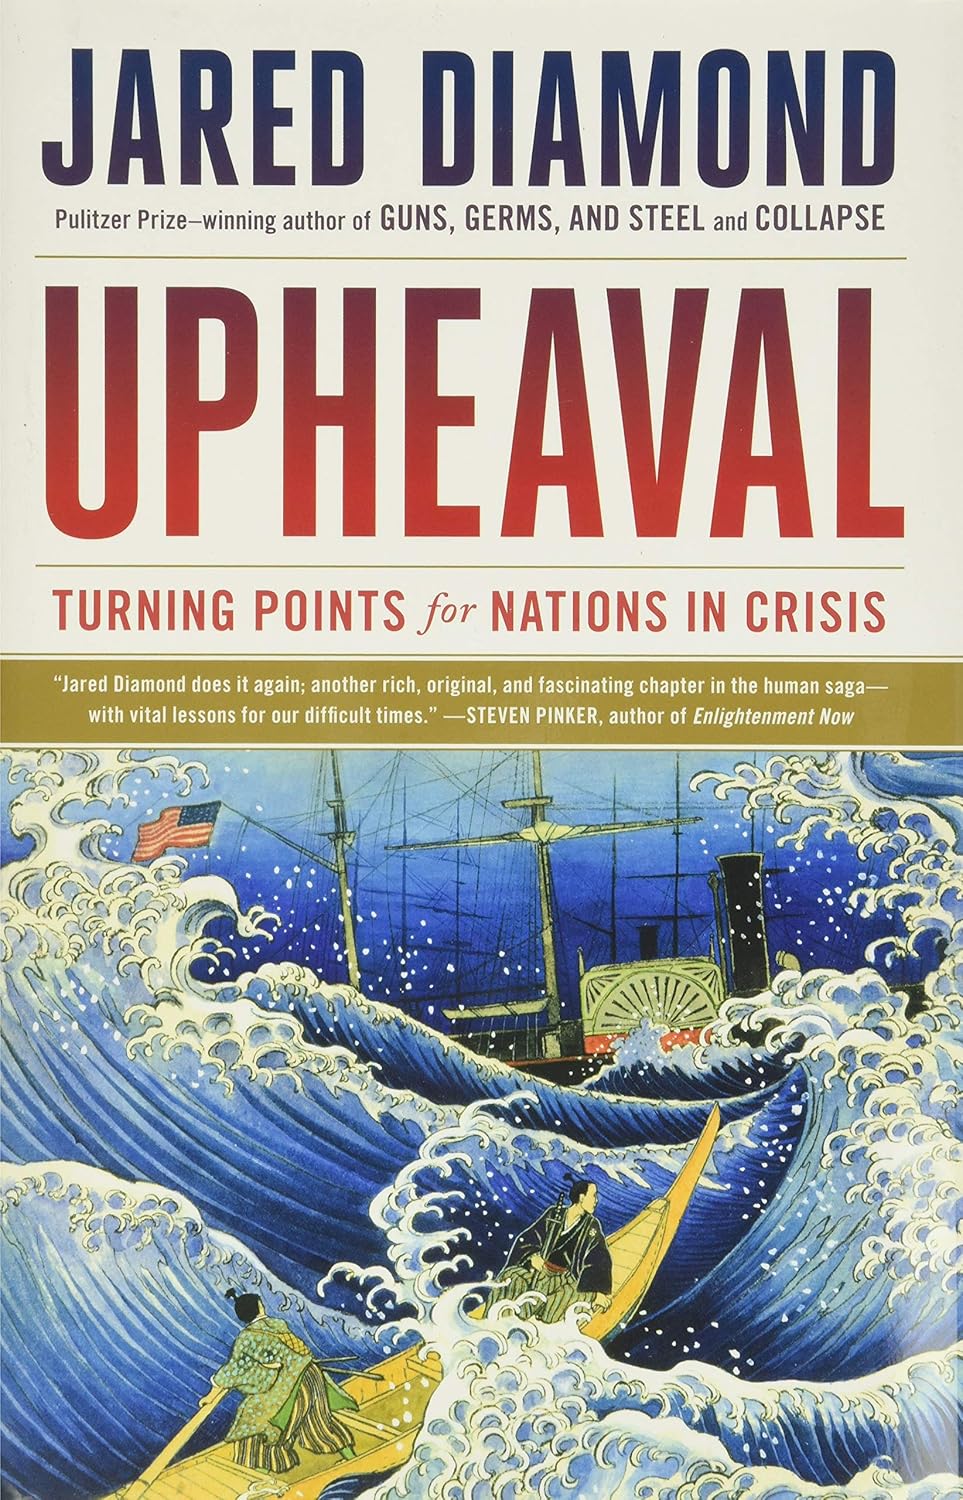 JARED DIAMOND
Pulitzer Prize–winning author of GUNS, GERMS, AND STEEL and COLLAPSE
UPHEAVAL
TURNING POINTS for NATIONS IN CRISIS
“Jared Diamond does it again; another rich, original, and fascinating chapter in the human saga—
with vital lessons for our difficult times.” —STEVEN PINKER, author of Enlightenment Now